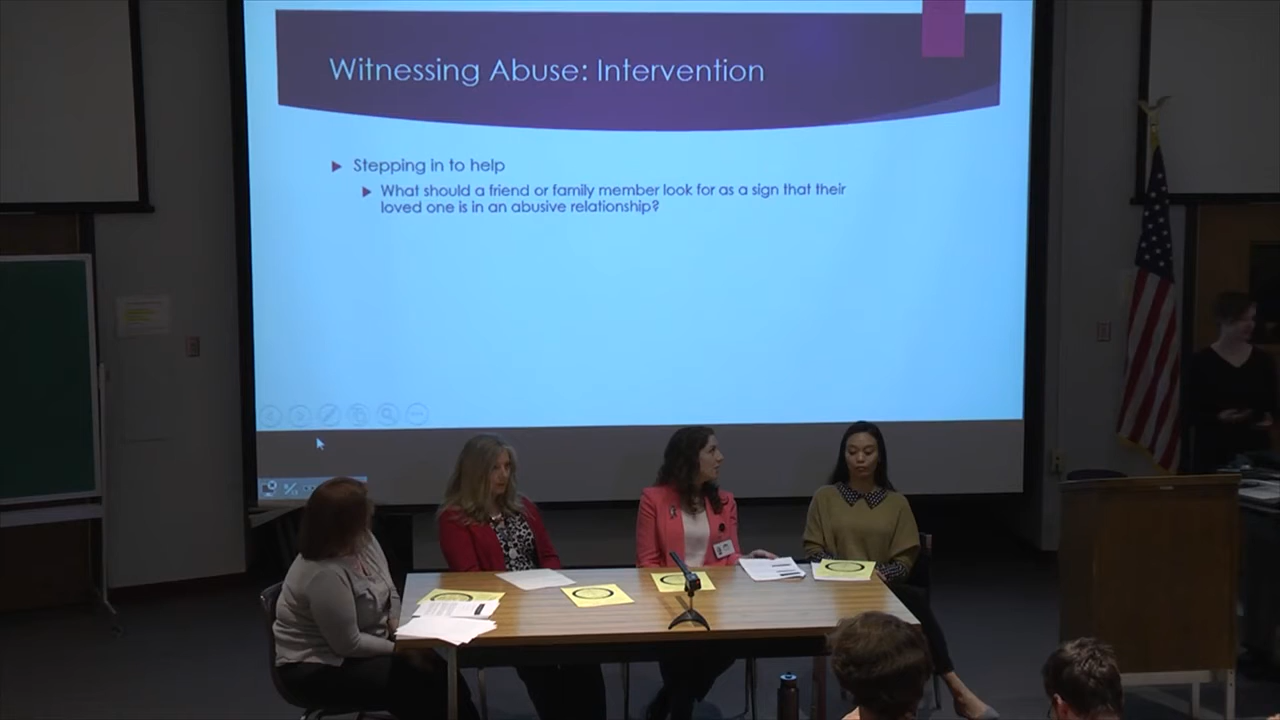 Witnessing Abuse: Intervention
Stepping in to help
What should a friend or family member look for as a sign that their
loved one is in an abusive relationship?